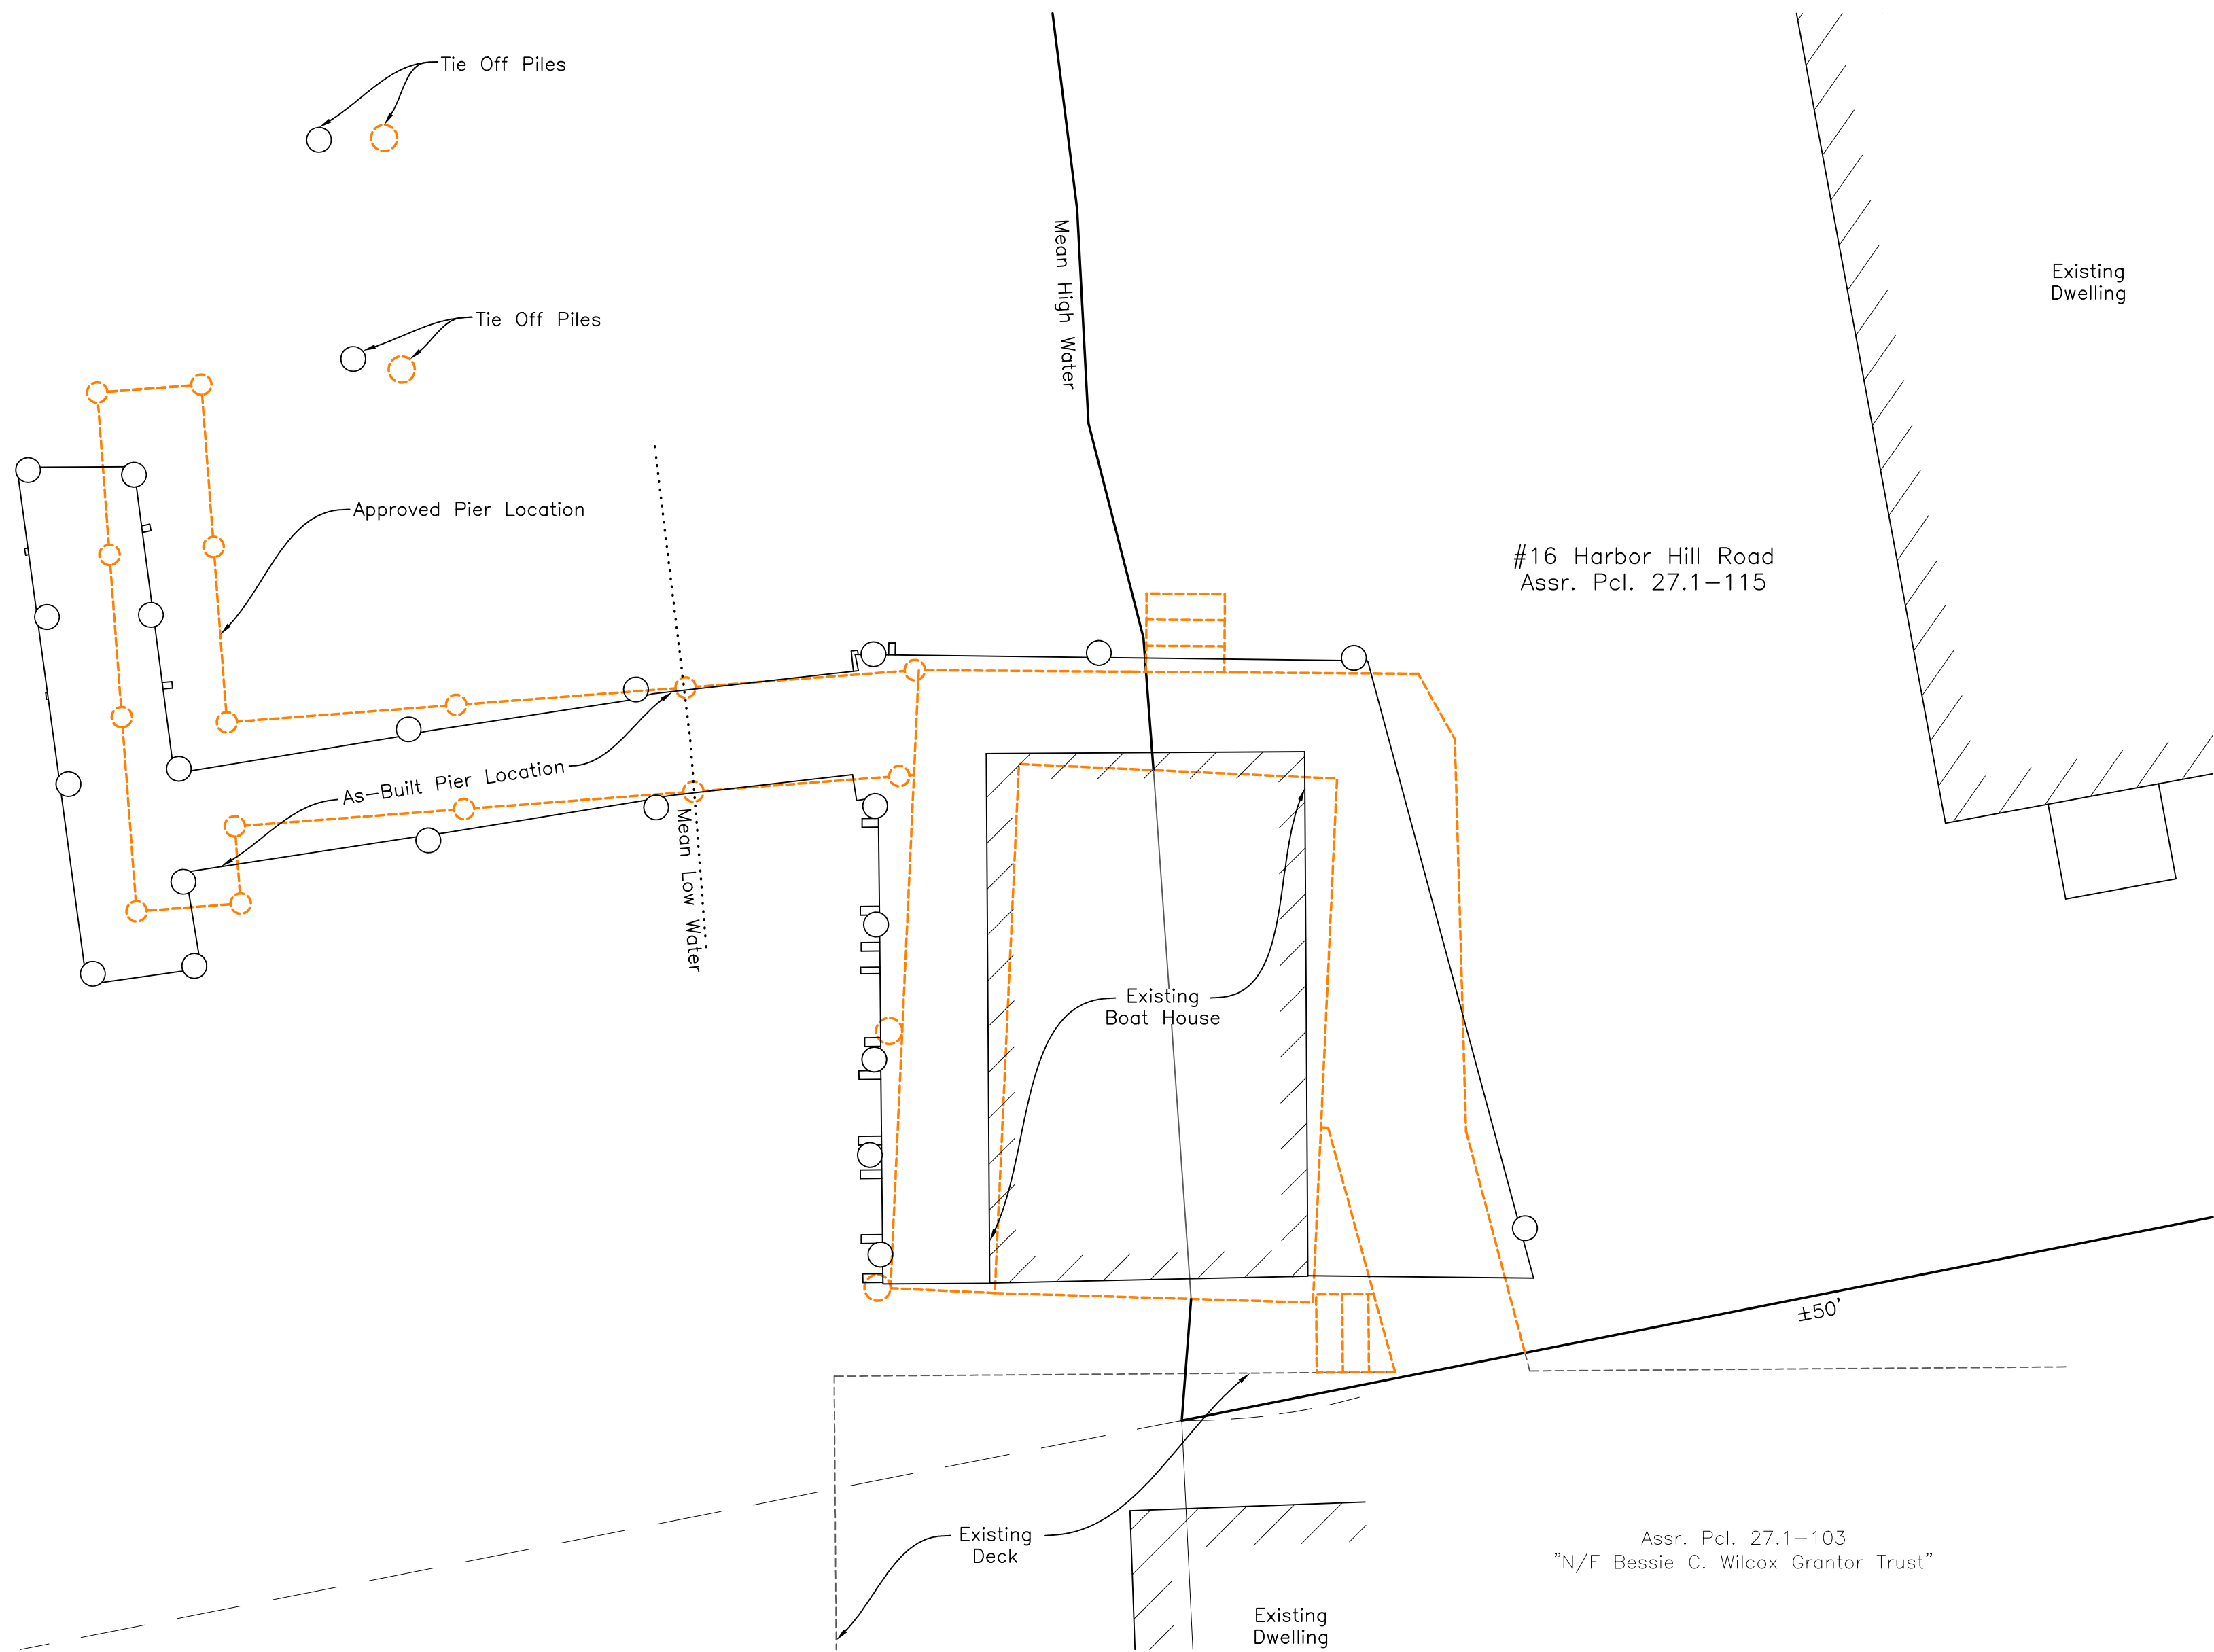 Tie Off Piles
Mean High Water
Existing
Dwelling
Tie Off Piles
Approved Pier Location
#16 Harbor Hill Road
Assr. Pcl. 27.1-115
As-Built Pier Location
Mean Low Water
Existing
Boat House
±50'
Existing
Deck
Assr. Pcl. 27.1-103
"N/F Bessie C. Wilcox Grantor Trust"
Existing
Dwelling